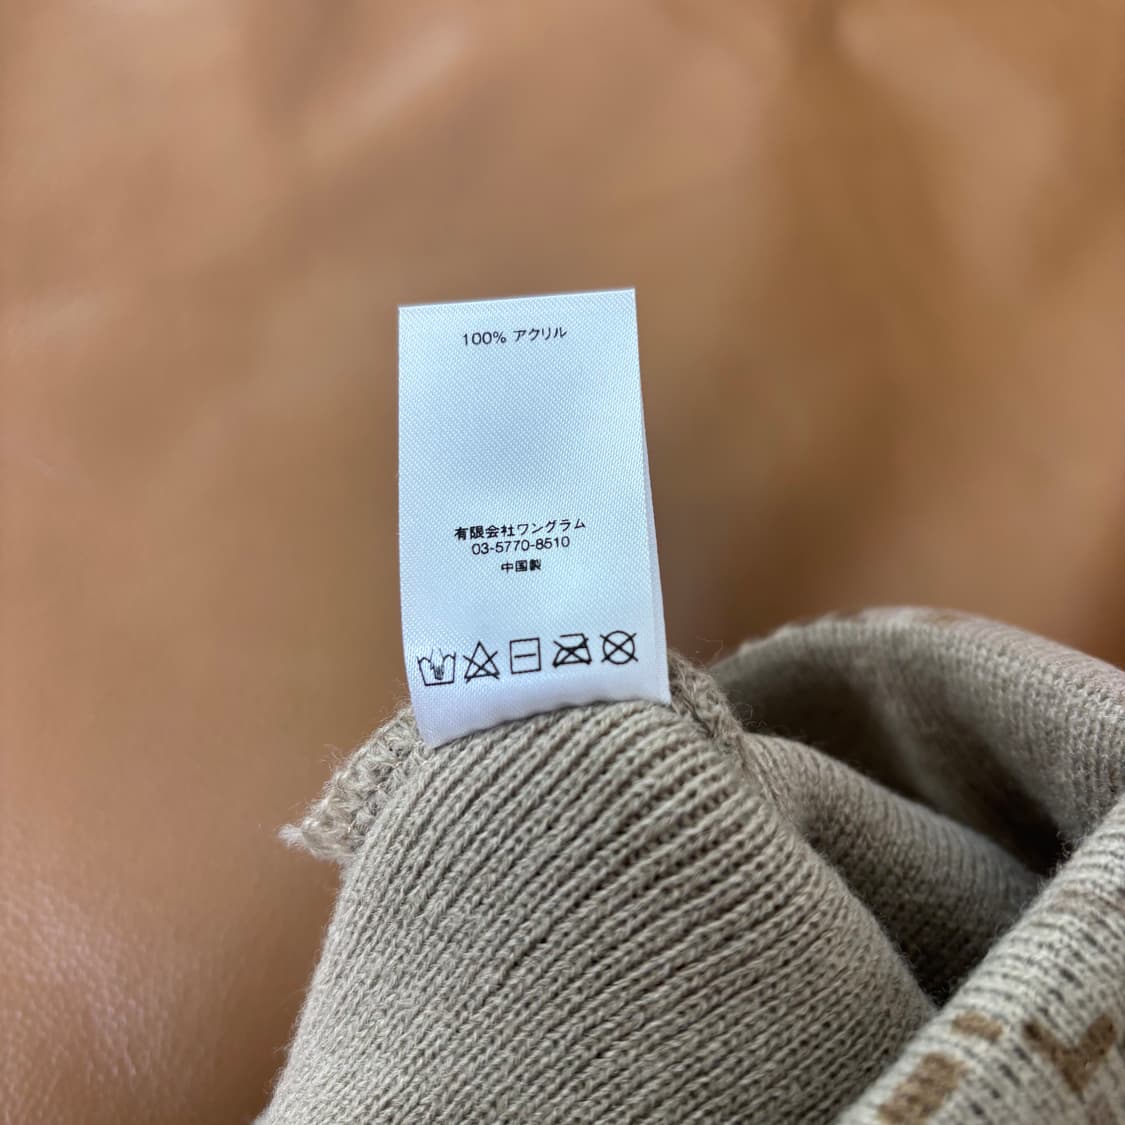 100% アクリル
有限会社ワングラム
03-5770-8510
中国製